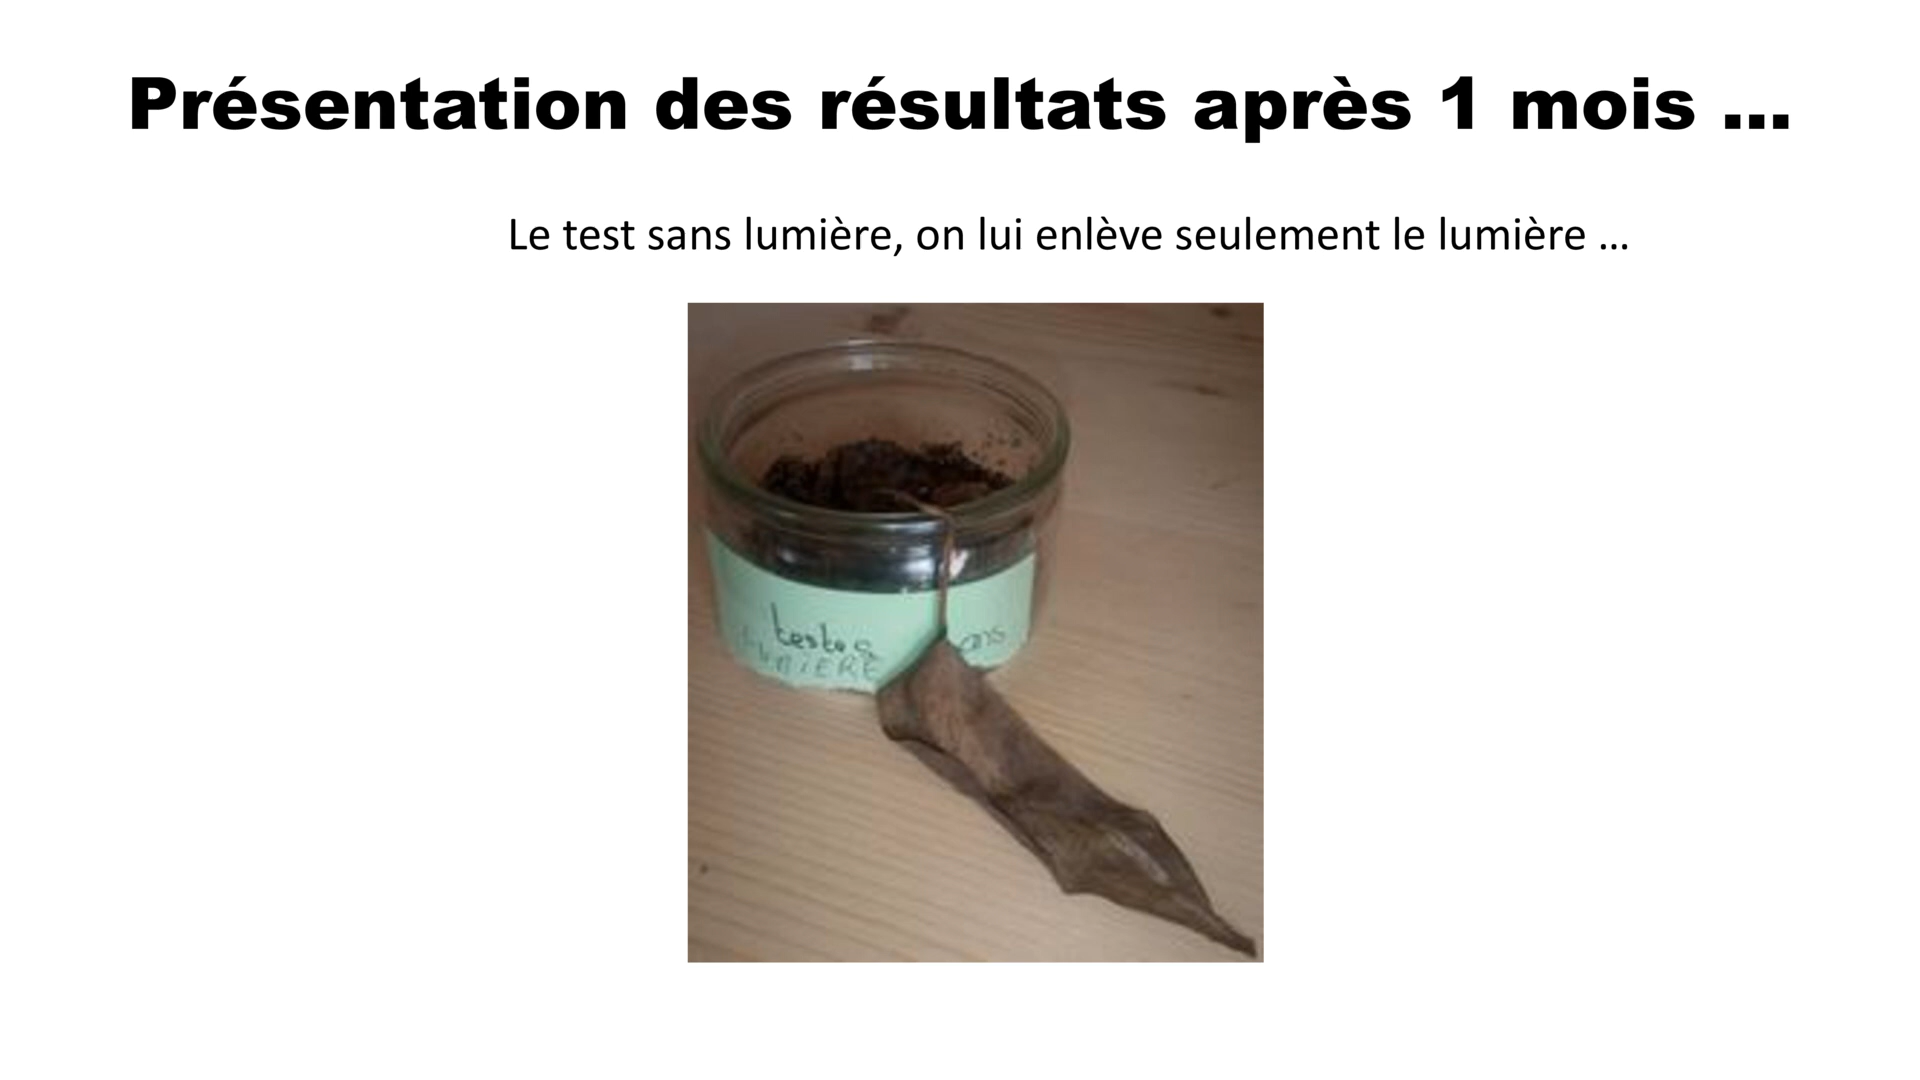 Présentation des résultats après 1 mois ...
Le test sans lumière, on lui enlève seulement le lumière ...